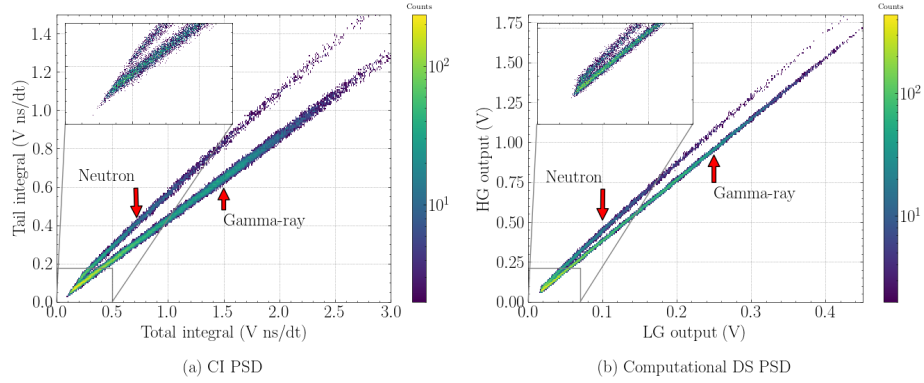 Counts
1.4
1.2
1.0
0.8
0.6
0.4
0.2
0.0
Tail integral (V ns/dt)
Neutron
Gamma-ray
0.0 0.5 1.0 1.5 2.0 2.5 3.0
Total integral (V ns/dt)
10²
10¹
(a) CI PSD
Counts
1.75
1.50
1.25
1.00
0.75
0.50
0.25
0.00
HG output (V)
Neutron
Gamma-ray
0.1 0.2 0.3 0.4
LG output (V)
10²
10¹
(b) Computational DS PSD